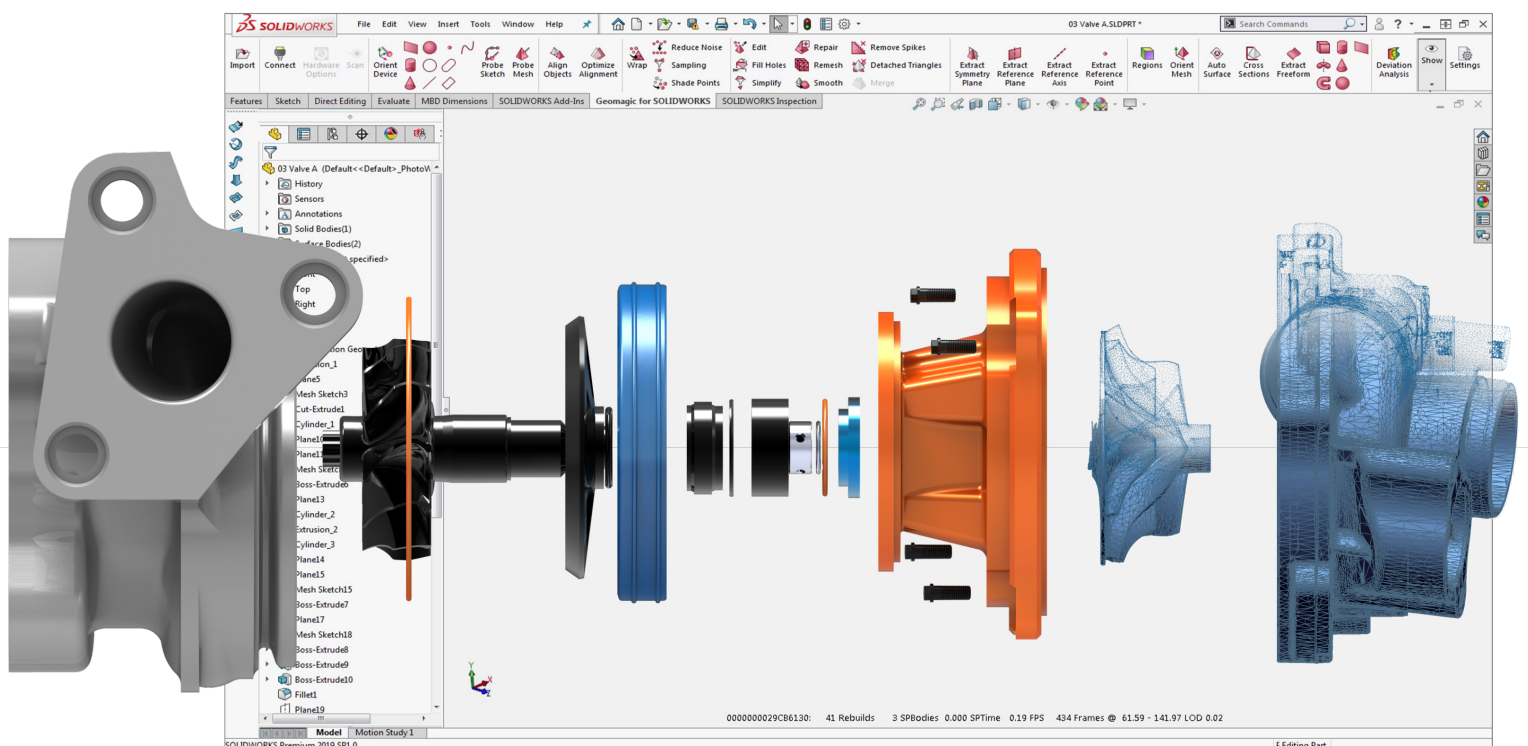 SOLIDWORKS File Edit View Insert Tools Window Help 03 Valve A.SLDPRT * Search Commands ?
Import Connect Hardware Options Scan Orient Device Probe Sketch Probe Mesh Align Objects Optimize Alignment Wrap Reduce Noise Sampling Shade Points Edit Fill Holes Simplify Repair Remesh Smooth Remove Spikes Detached Triangles Merge Extract Symmetry Plane Extract Reference Plane Extract Reference Axis Extract Reference Point Regions Orient Mesh Auto Surface Cross Sections Extract Freeform Deviation Analysis Show Settings
Features Sketch Direct Editing Evaluate MBD Dimensions SOLIDWORKS Add-Ins Geomagic for SOLIDWORKS SOLIDWORKS Inspection
03 Valve A (Default<<Default>_PhotoW
History
Sensors
Annotations
Solid Bodies(1)
Surface Bodies(2)
specified>
Top
Right
Plane5
Mesh Sketch3
Cut-Extrude1
Cylinder_1
Plane10
Mesh Sketc
Boss-Extrude6
Plane13
Cylinder_2
Extrusion_2
Cylinder_3
Plane14
Plane15
Mesh Sketch15
Boss-Extrude7
Plane17
Mesh Sketch18
Boss-Extrude8
Boss-Extrude9
Boss-Extrude10
Fillet1
Plane19
Y X Z
0000000029CB6130: 41 Rebuilds 3 SPBodies 0.000 SPTime 0.19 FPS 434 Frames @ 61.59 - 141.97 LOD 0.02
Model Motion Study 1
SOLIDWORKS Premium 2019 SP1.0 Editing Part